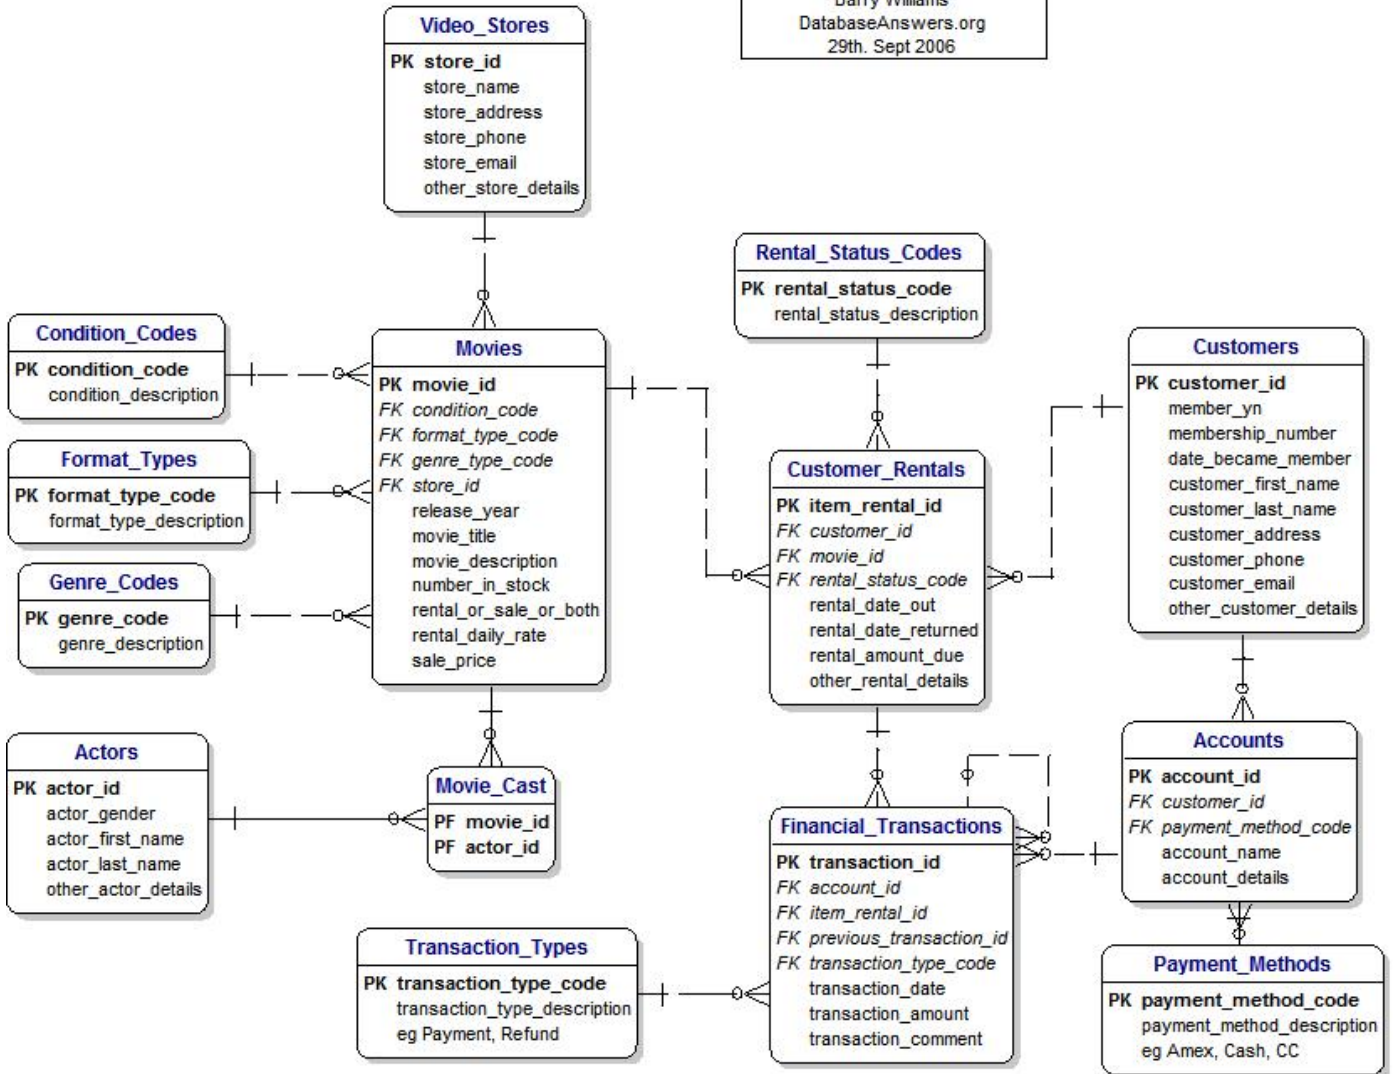 Barry Williams
DatabaseAnswers.org
29th. Sept 2006
Video_Stores
PK store_id
store_name
store_address
store_phone
store_email
other_store_details
Rental_Status_Codes
PK rental_status_code
rental_status_description
Condition_Codes
PK condition_code
condition_description
Movies
PK movie_id
FK condition_code
FK format_type_code
FK genre_type_code
FK store_id
release_year
movie_title
movie_description
number_in_stock
rental_or_sale_or_both
rental_daily_rate
sale_price
Customers
PK customer_id
member_yn
membership_number
date_became_member
customer_first_name
customer_last_name
customer_address
customer_phone
customer_email
other_customer_details
Format_Types
PK format_type_code
format_type_description
Customer_Rentals
PK item_rental_id
FK customer_id
FK movie_id
FK rental_status_code
rental_date_out
rental_date_returned
rental_amount_due
other_rental_details
Genre_Codes
PK genre_code
genre_description
Actors
PK actor_id
actor_gender
actor_first_name
actor_last_name
other_actor_details
Movie_Cast
PF movie_id
PF actor_id
Financial_Transactions
PK transaction_id
FK account_id
FK item_rental_id
FK previous_transaction_id
FK transaction_type_code
transaction_date
transaction_amount
transaction_comment
Accounts
PK account_id
FK customer_id
FK payment_method_code
account_name
account_details
Transaction_Types
PK transaction_type_code
transaction_type_description
eg Payment, Refund
Payment_Methods
PK payment_method_code
payment_method_description
eg Amex, Cash, CC